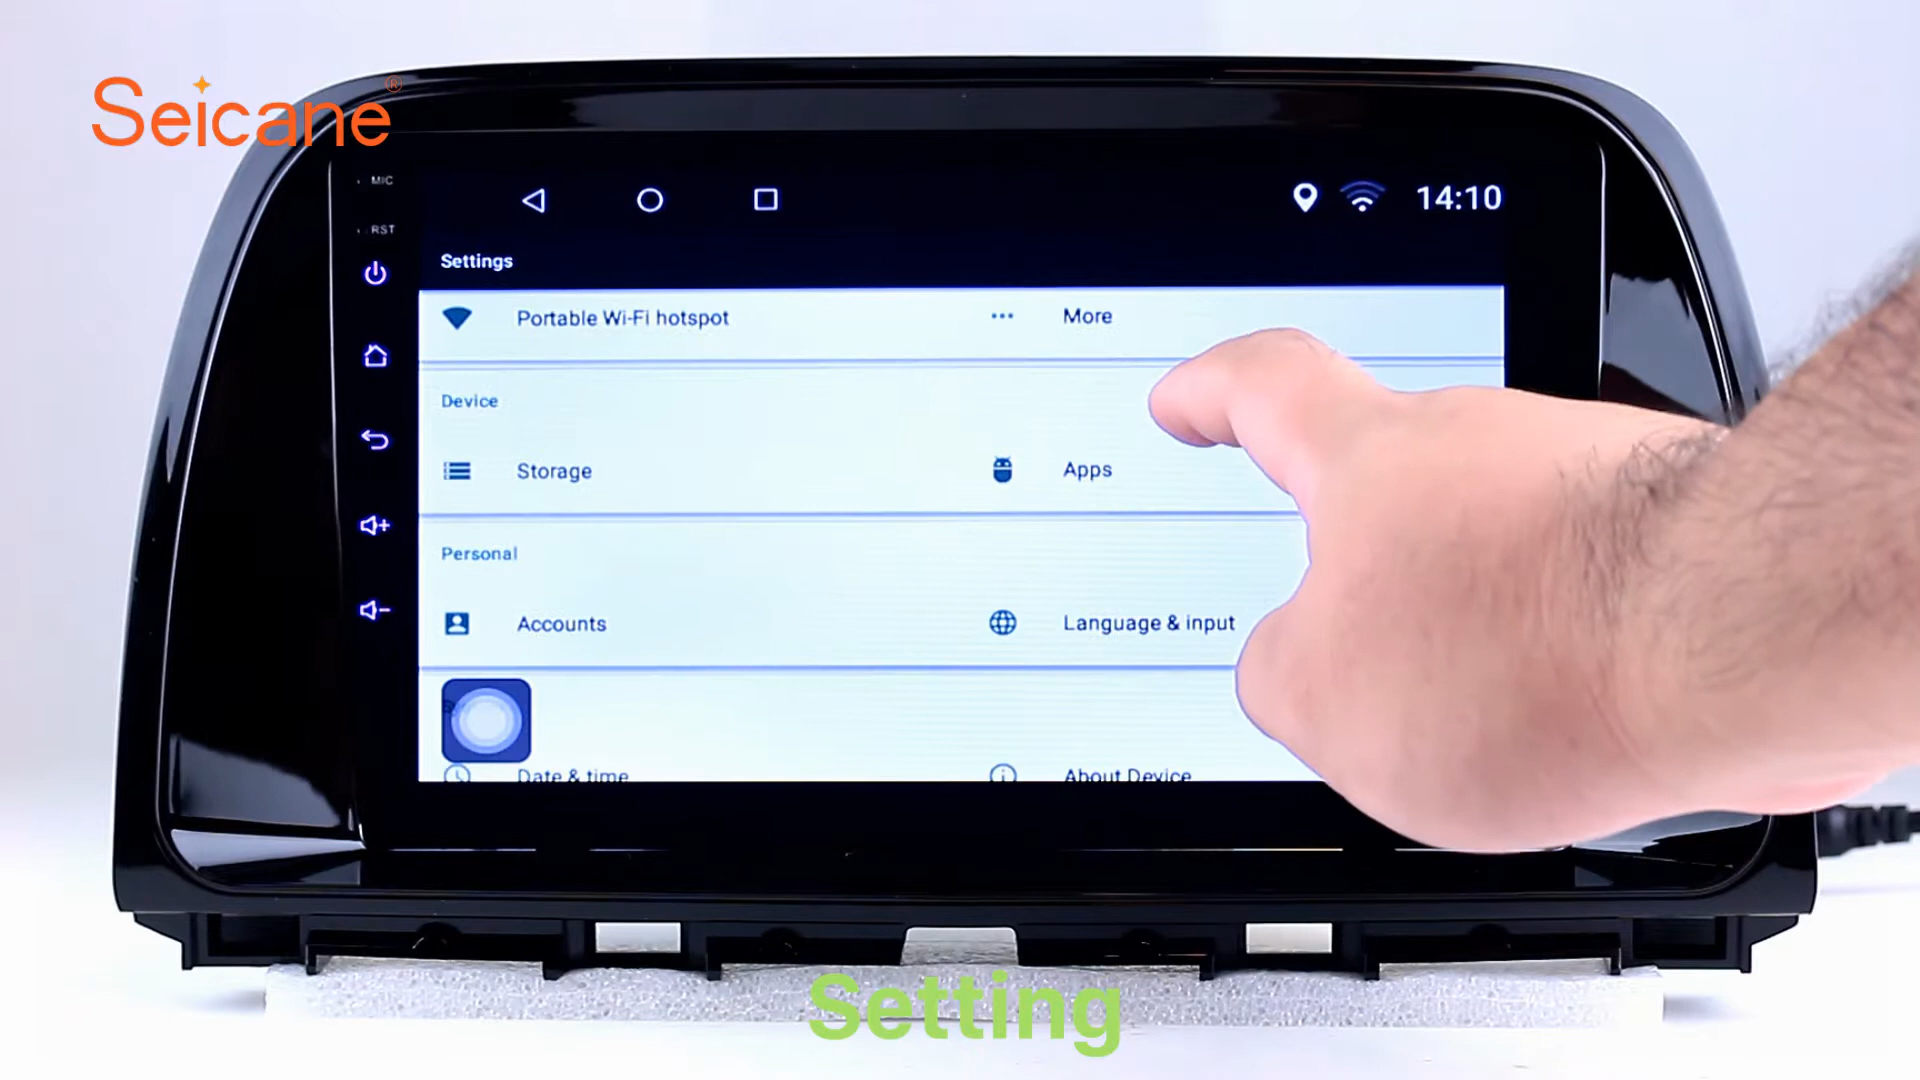 Seicane®
MIC
RST
14:10
Settings
Portable Wi-Fi hotspot
More
Device
Storage
Apps
Personal
Accounts
Language & input
Date & time
About Device
Setting